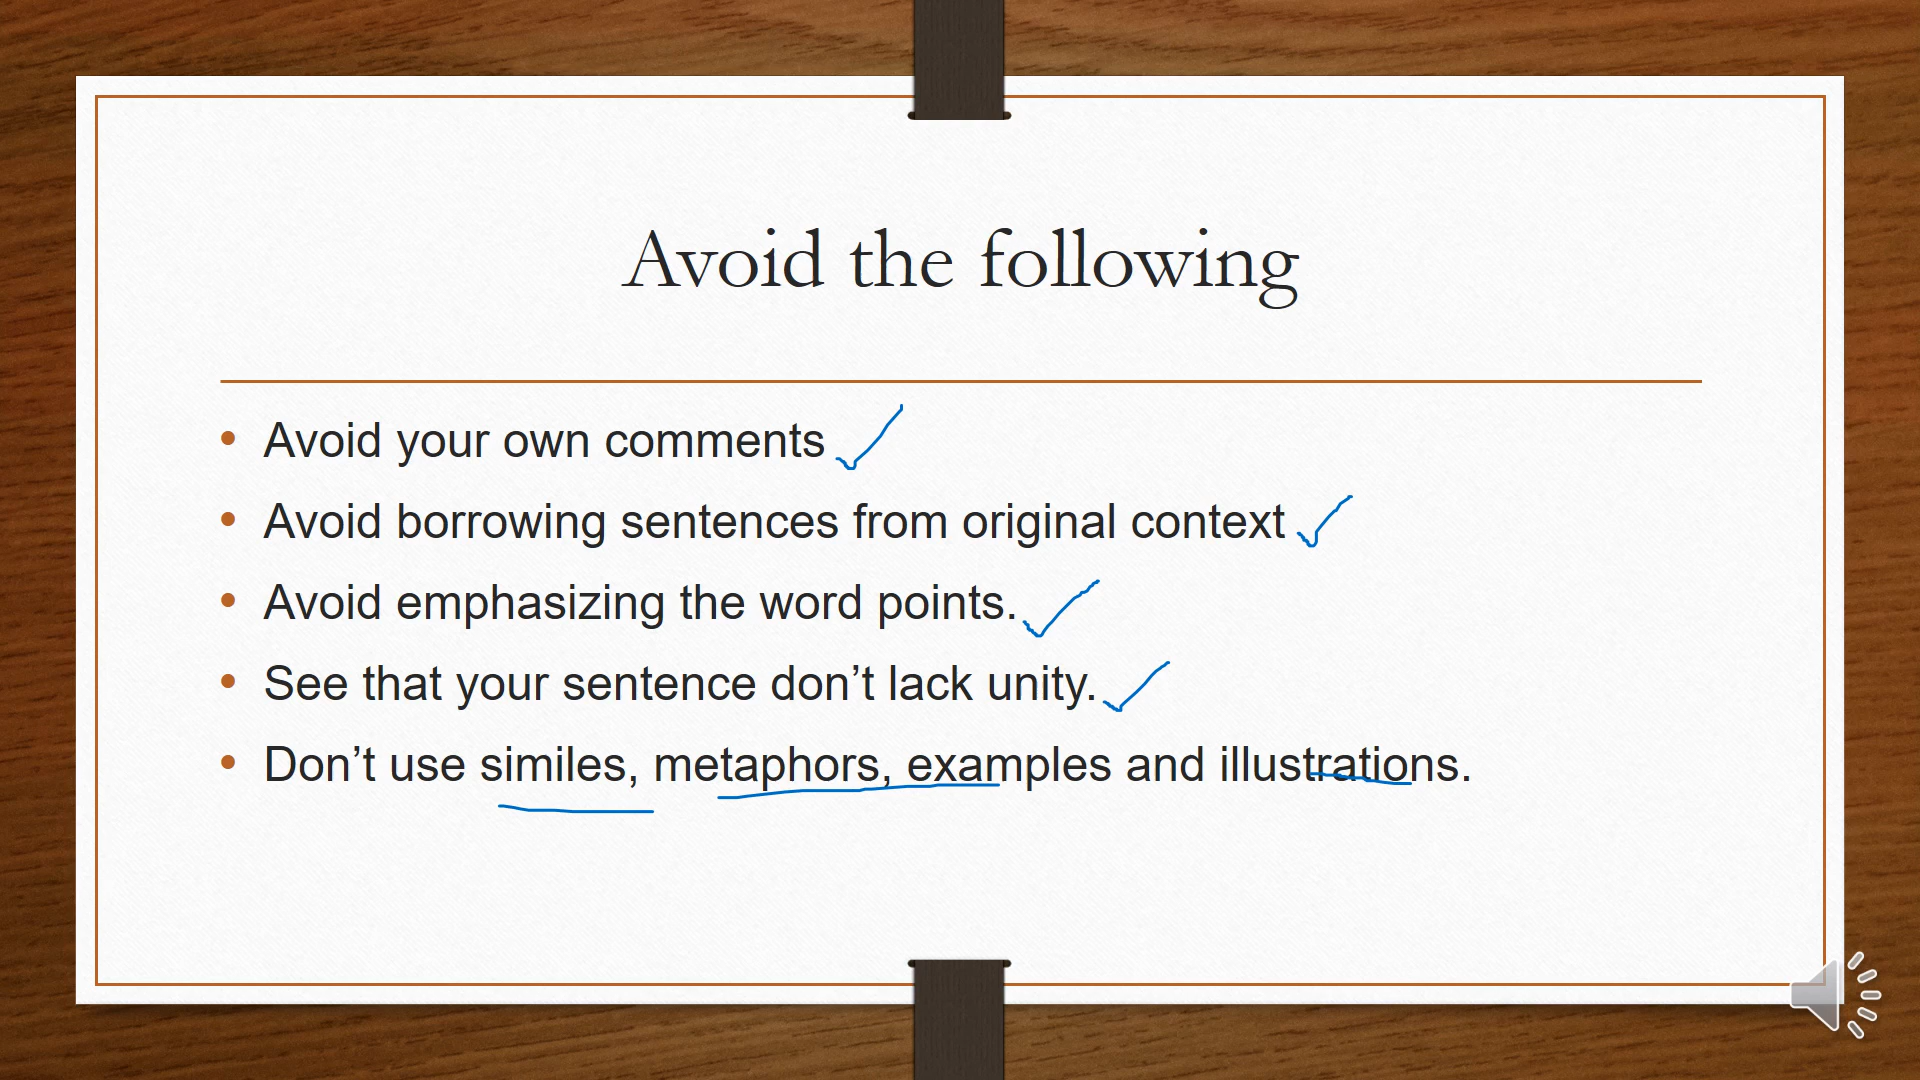 Avoid the following
• Avoid your own comments
• Avoid borrowing sentences from original context
• Avoid emphasizing the word points.
• See that your sentence don’t lack unity.
• Don’t use similes, metaphors, examples and illustrations.